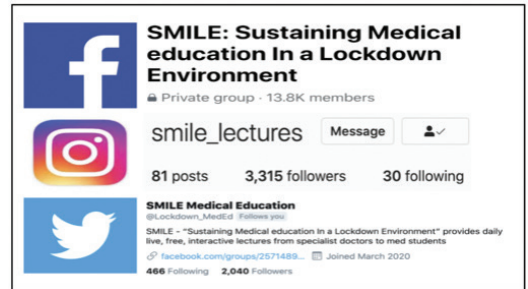 SMILE: Sustaining Medical
education In a Lockdown
Environment
Private group · 13.8K members
smile_lectures Message
81 posts 3,315 followers 30 following
SMILE Medical Education
@Lockdown_MedEd Follows you
SMILE - "Sustaining Medical education In a Lockdown Environment" provides daily
live, free, interactive lectures from specialist doctors to med students
facebook.com/groups/2571489... Joined March 2020
466 Following 2,040 Followers